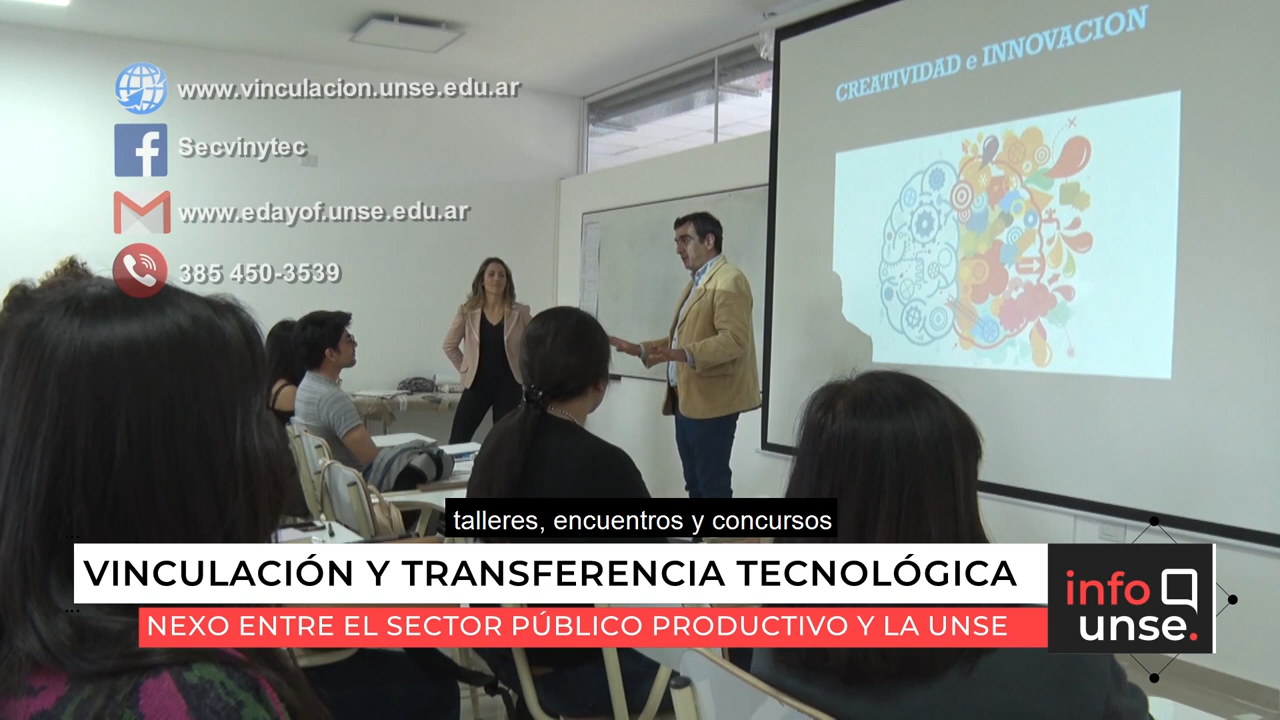 CREATIVIDAD e INNOVACION
www.vinculacion.unse.edu.ar
Secvinytec
www.edayof.unse.edu.ar
385 450-3539
talleres, encuentros y concursos
VINCULACIÓN Y TRANSFERENCIA TECNOLÓGICA
NEXO ENTRE EL SECTOR PÚBLICO PRODUCTIVO Y LA UNSE
info
unse.